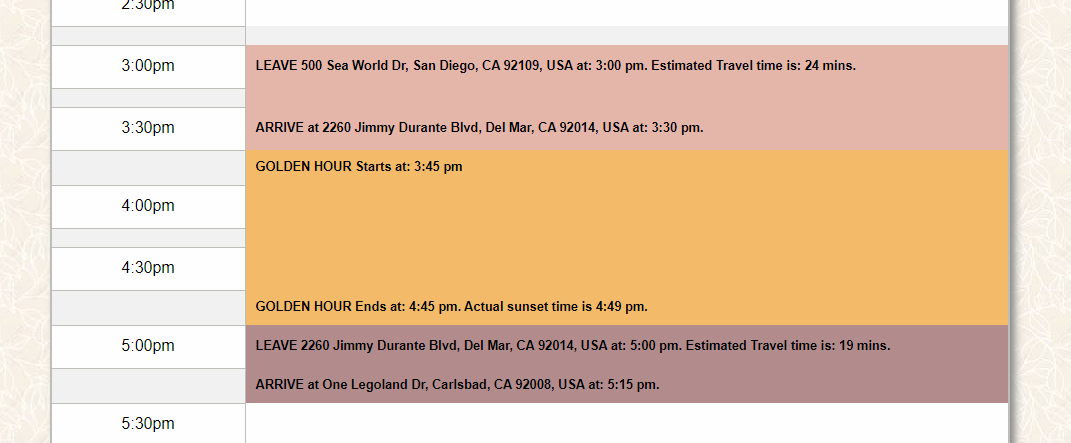 2:30pm
3:00pm
LEAVE 500 Sea World Dr, San Diego, CA 92109, USA at: 3:00 pm. Estimated Travel time is: 24 mins.
3:30pm
ARRIVE at 2260 Jimmy Durante Blvd, Del Mar, CA 92014, USA at: 3:30 pm.
GOLDEN HOUR Starts at: 3:45 pm
4:00pm
4:30pm
GOLDEN HOUR Ends at: 4:45 pm. Actual sunset time is 4:49 pm.
5:00pm
LEAVE 2260 Jimmy Durante Blvd, Del Mar, CA 92014, USA at: 5:00 pm. Estimated Travel time is: 19 mins.
ARRIVE at One Legoland Dr, Carlsbad, CA 92008, USA at: 5:15 pm.
5:30pm